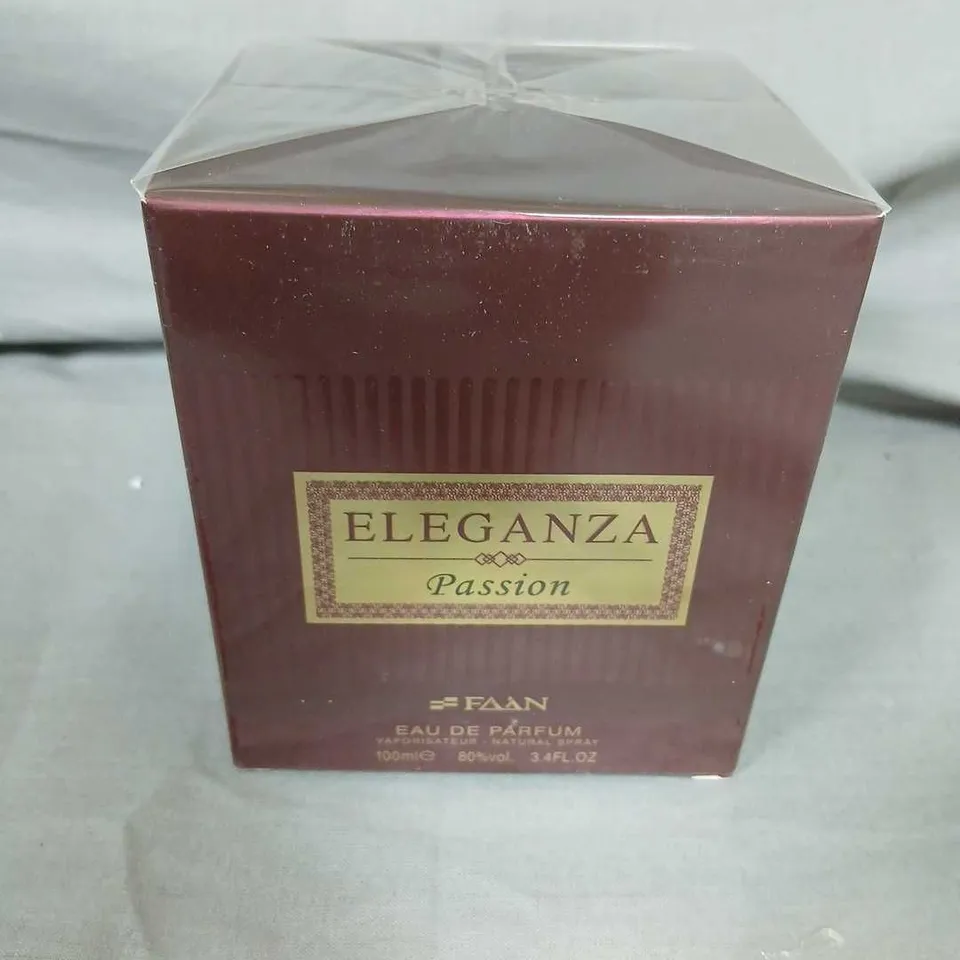 ELEGANZA
Passion
FAAN
EAU DE PARFUM
VAPORISATEUR - NATURAL SPRAY
100ml℮ 80%vol. 3.4FL.OZ